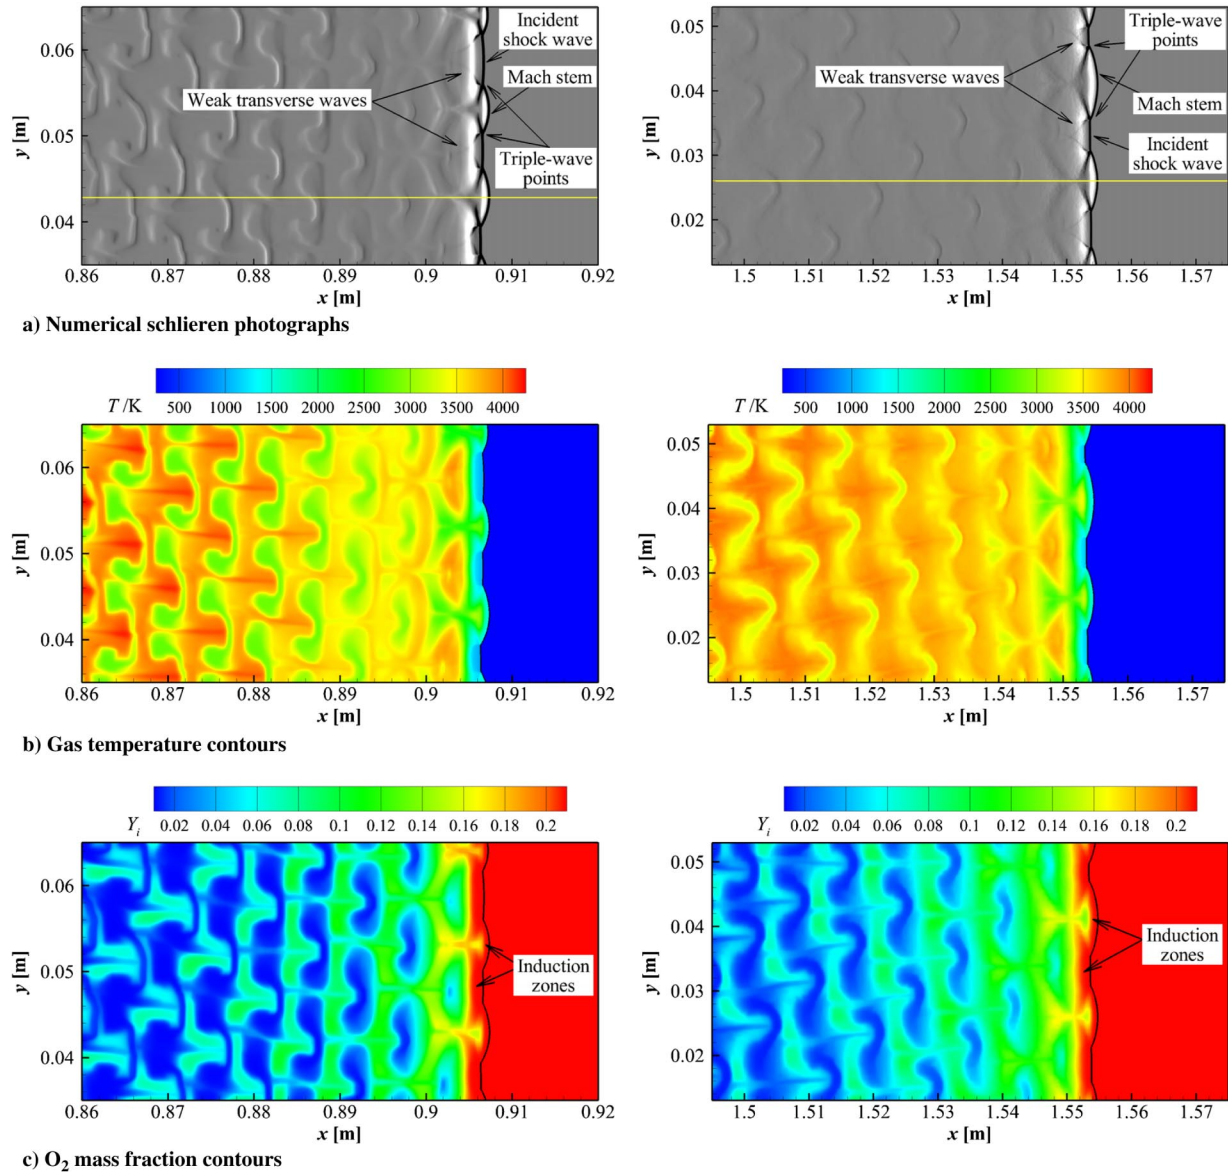 Incident
shock wave
Mach stem
Weak transverse waves
Triple-wave
points
0.06
0.05
0.04
y [m]
0.86 0.87 0.88 0.89 0.9 0.91 0.92
x [m]
Triple-wave
points
Weak transverse waves
Mach stem
Incident
shock wave
0.05
0.04
0.03
0.02
y [m]
1.5 1.51 1.52 1.53 1.54 1.55 1.56 1.57
x [m]
a) Numerical schlieren photographs
T /K 500 1000 1500 2000 2500 3000 3500 4000
0.06
0.05
0.04
y [m]
0.86 0.87 0.88 0.89 0.9 0.91 0.92
x [m]
T /K 500 1000 1500 2000 2500 3000 3500 4000
0.05
0.04
0.03
0.02
y [m]
1.5 1.51 1.52 1.53 1.54 1.55 1.56 1.57
x [m]
b) Gas temperature contours
Yi 0.02 0.04 0.06 0.08 0.1 0.12 0.14 0.16 0.18 0.2
Induction
zones
0.06
0.05
0.04
y [m]
0.86 0.87 0.88 0.89 0.9 0.91 0.92
x [m]
Yi 0.02 0.04 0.06 0.08 0.1 0.12 0.14 0.16 0.18 0.2
Induction
zones
0.05
0.04
0.03
0.02
y [m]
1.5 1.51 1.52 1.53 1.54 1.55 1.56 1.57
x [m]
c) O2 mass fraction contours